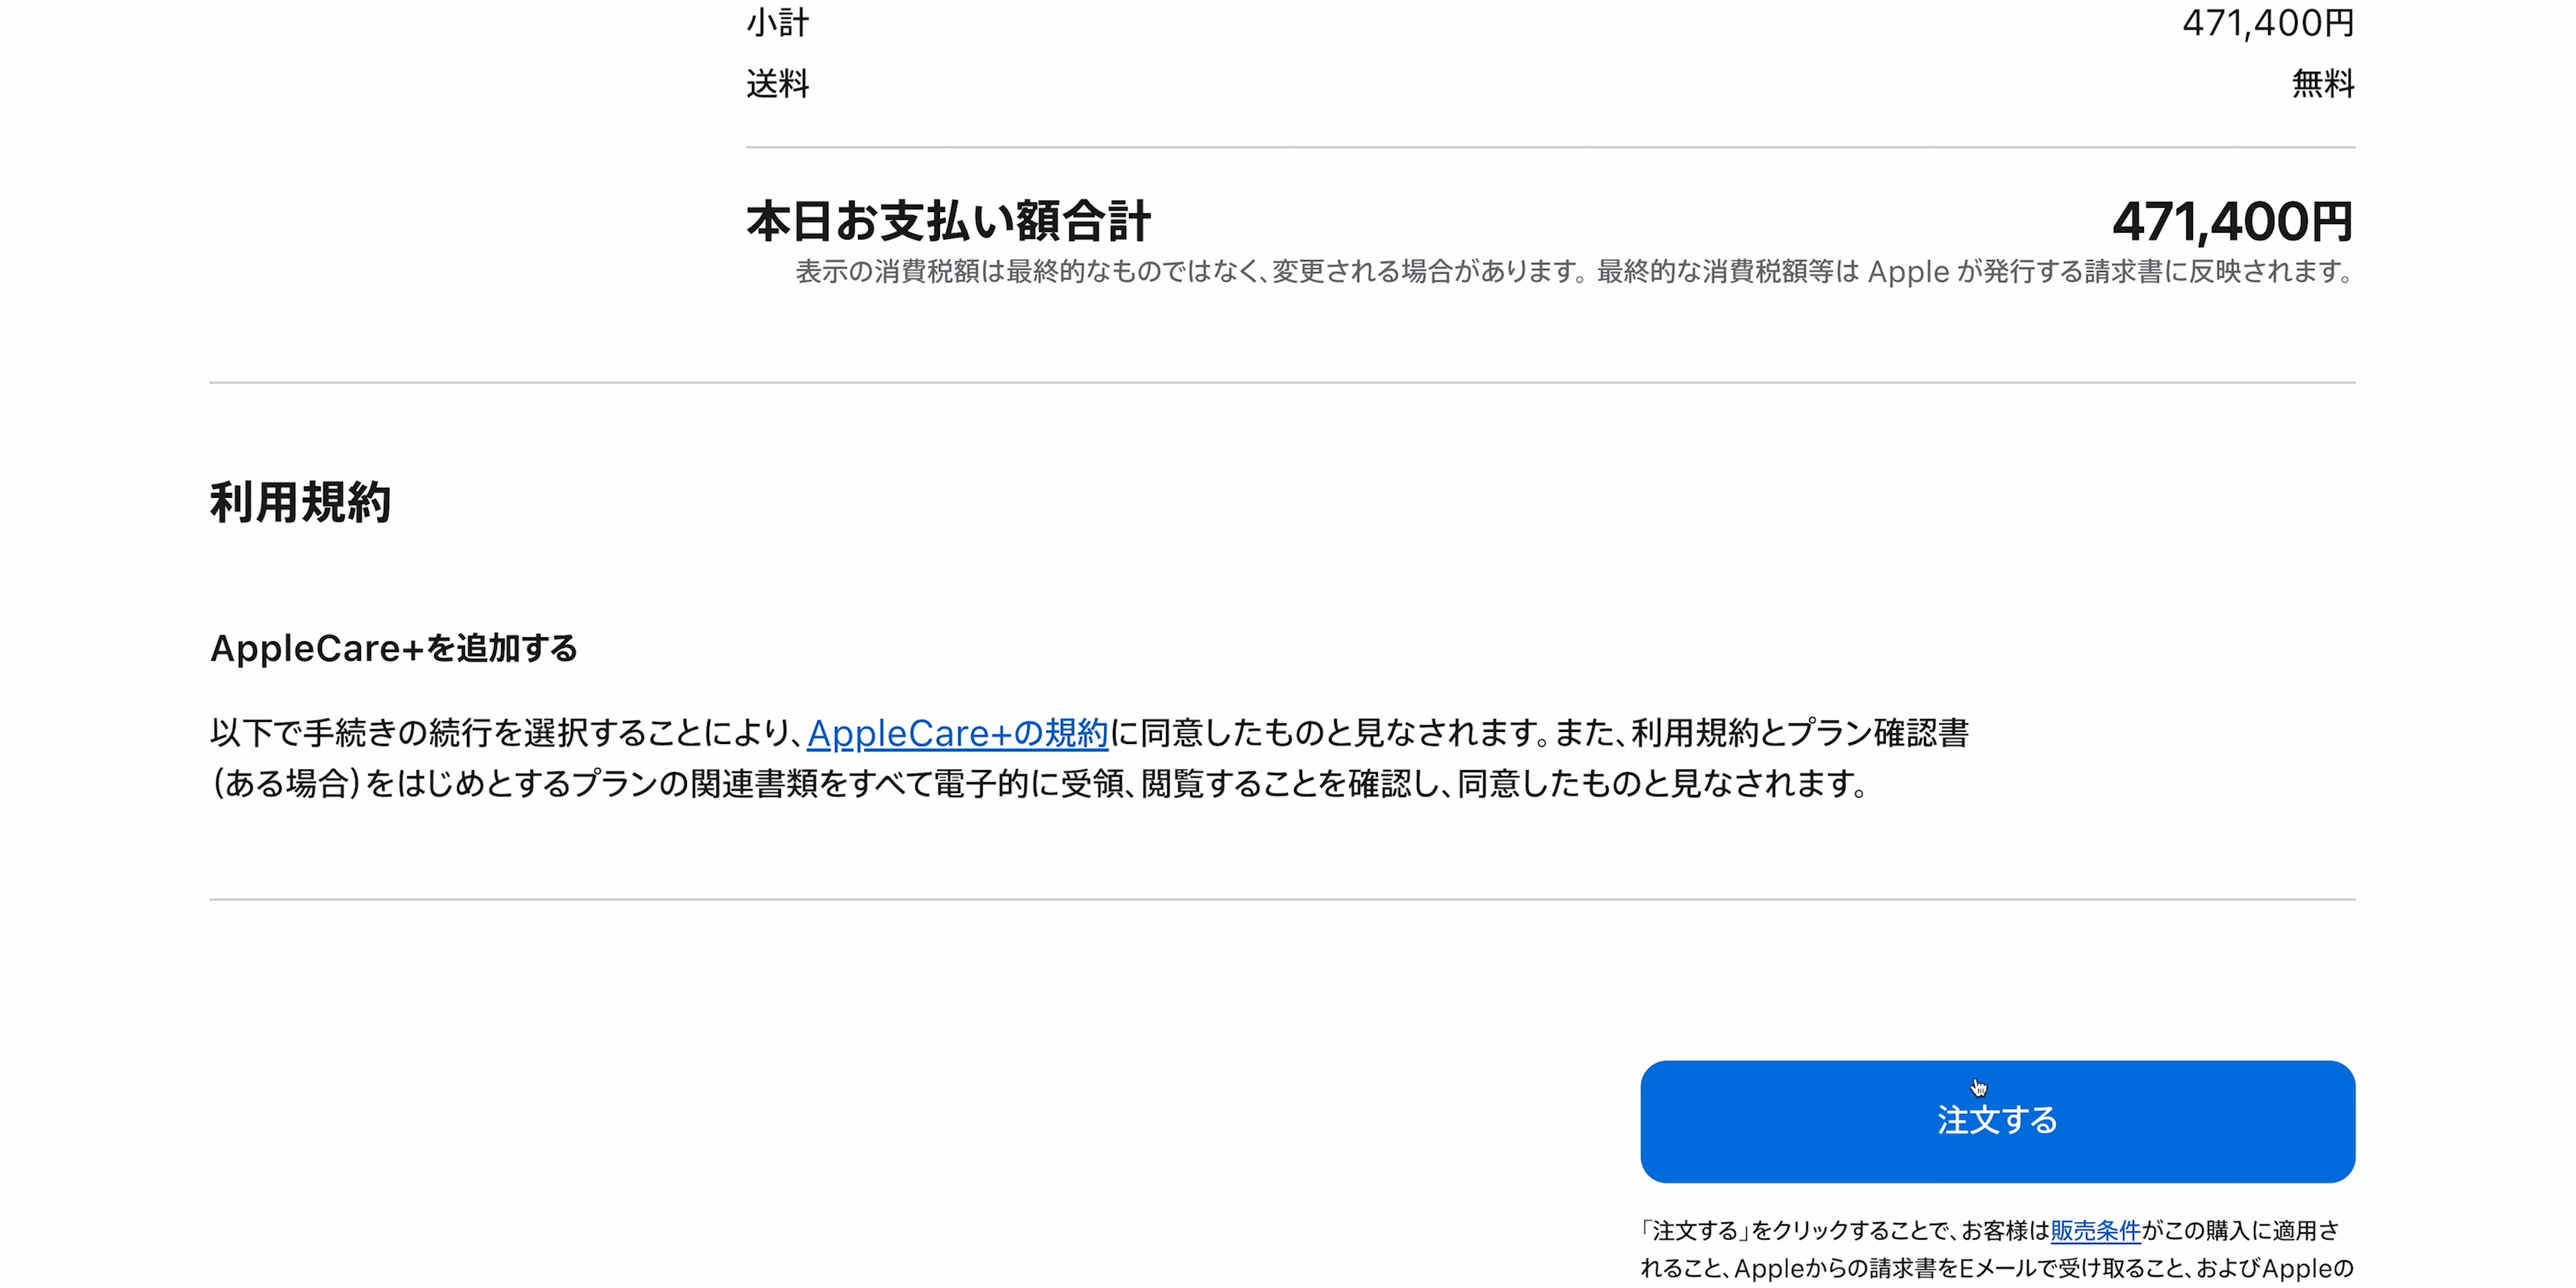 小計 471,400円
送料 無料
本日お支払い額合計 471,400円
表示の消費税額は最終的なものではなく、変更される場合があります。最終的な消費税額等は Apple が発行する請求書に反映されます。
利用規約
AppleCare+を追加する
以下で手続きの続行を選択することにより、AppleCare+の規約に同意したものと見なされます。また、利用規約とプラン確認書
（ある場合）をはじめとするプランの関連書類をすべて電子的に受領、閲覧することを確認し、同意したものと見なされます。
注文する
「注文する」をクリックすることで、お客様は販売条件がこの購入に適用さ
れること、Appleからの請求書をEメールで受け取ること、およびAppleの